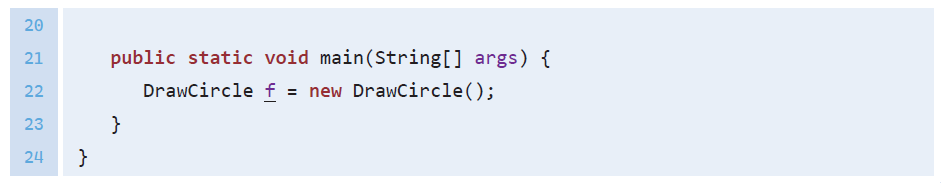 20
21 public static void main(String[] args) {
22 DrawCircle f = new DrawCircle();
23 }
24 }